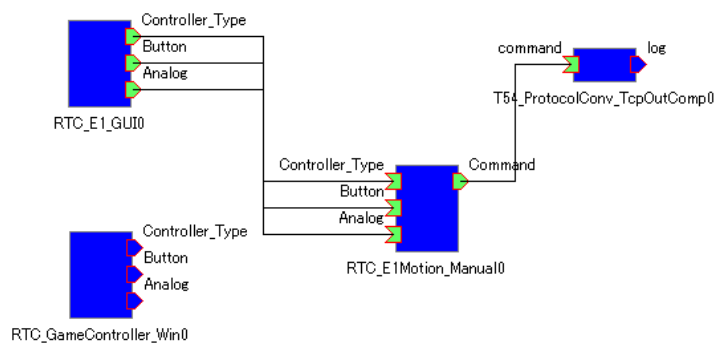 Controller_Type
Button
Analog
RTC_E1_GUI0
command
log
T54_ProtocolConv_TcpOutComp0
Controller_Type
Button
Analog
Command
RTC_E1Motion_Manual0
Controller_Type
Button
Analog
RTC_GameController_Win0